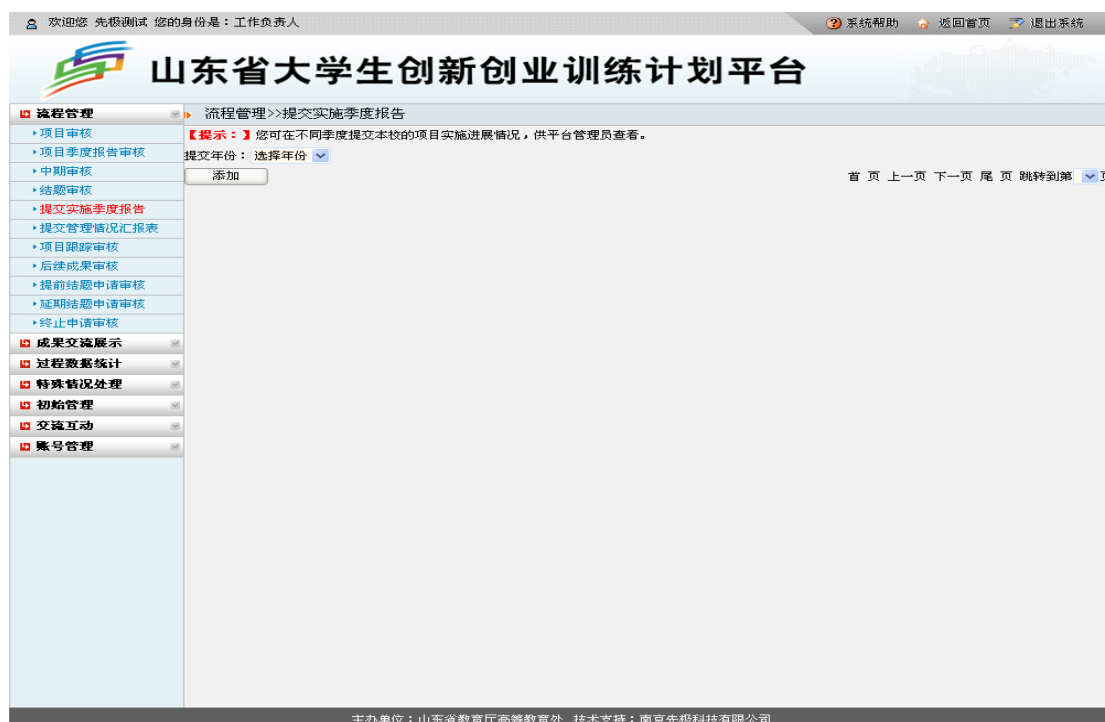 欢迎您 先极测试 您的身份是：工作负责人
系统帮助 返回首页 退出系统
山东省大学生创新创业训练计划平台
流程管理
项目审核
项目季度报告审核
中期审核
结题审核
提交实施季度报告
提交管理情况汇报表
项目跟踪审核
后续成果审核
提前结题申请审核
延期结题申请审核
终止申请审核
成果交流展示
过程数据统计
特殊情况处理
初始管理
交流互动
账号管理
流程管理>>提交实施季度报告
【提示：】您可在不同季度提交本校的项目实施进展情况，供平台管理员查看。
提交年份： 选择年份
添加
首 页 上一页 下一页 尾 页 跳转到第
主办单位：山东省教育厅高等教育处 技术支持：南京先极科技有限公司